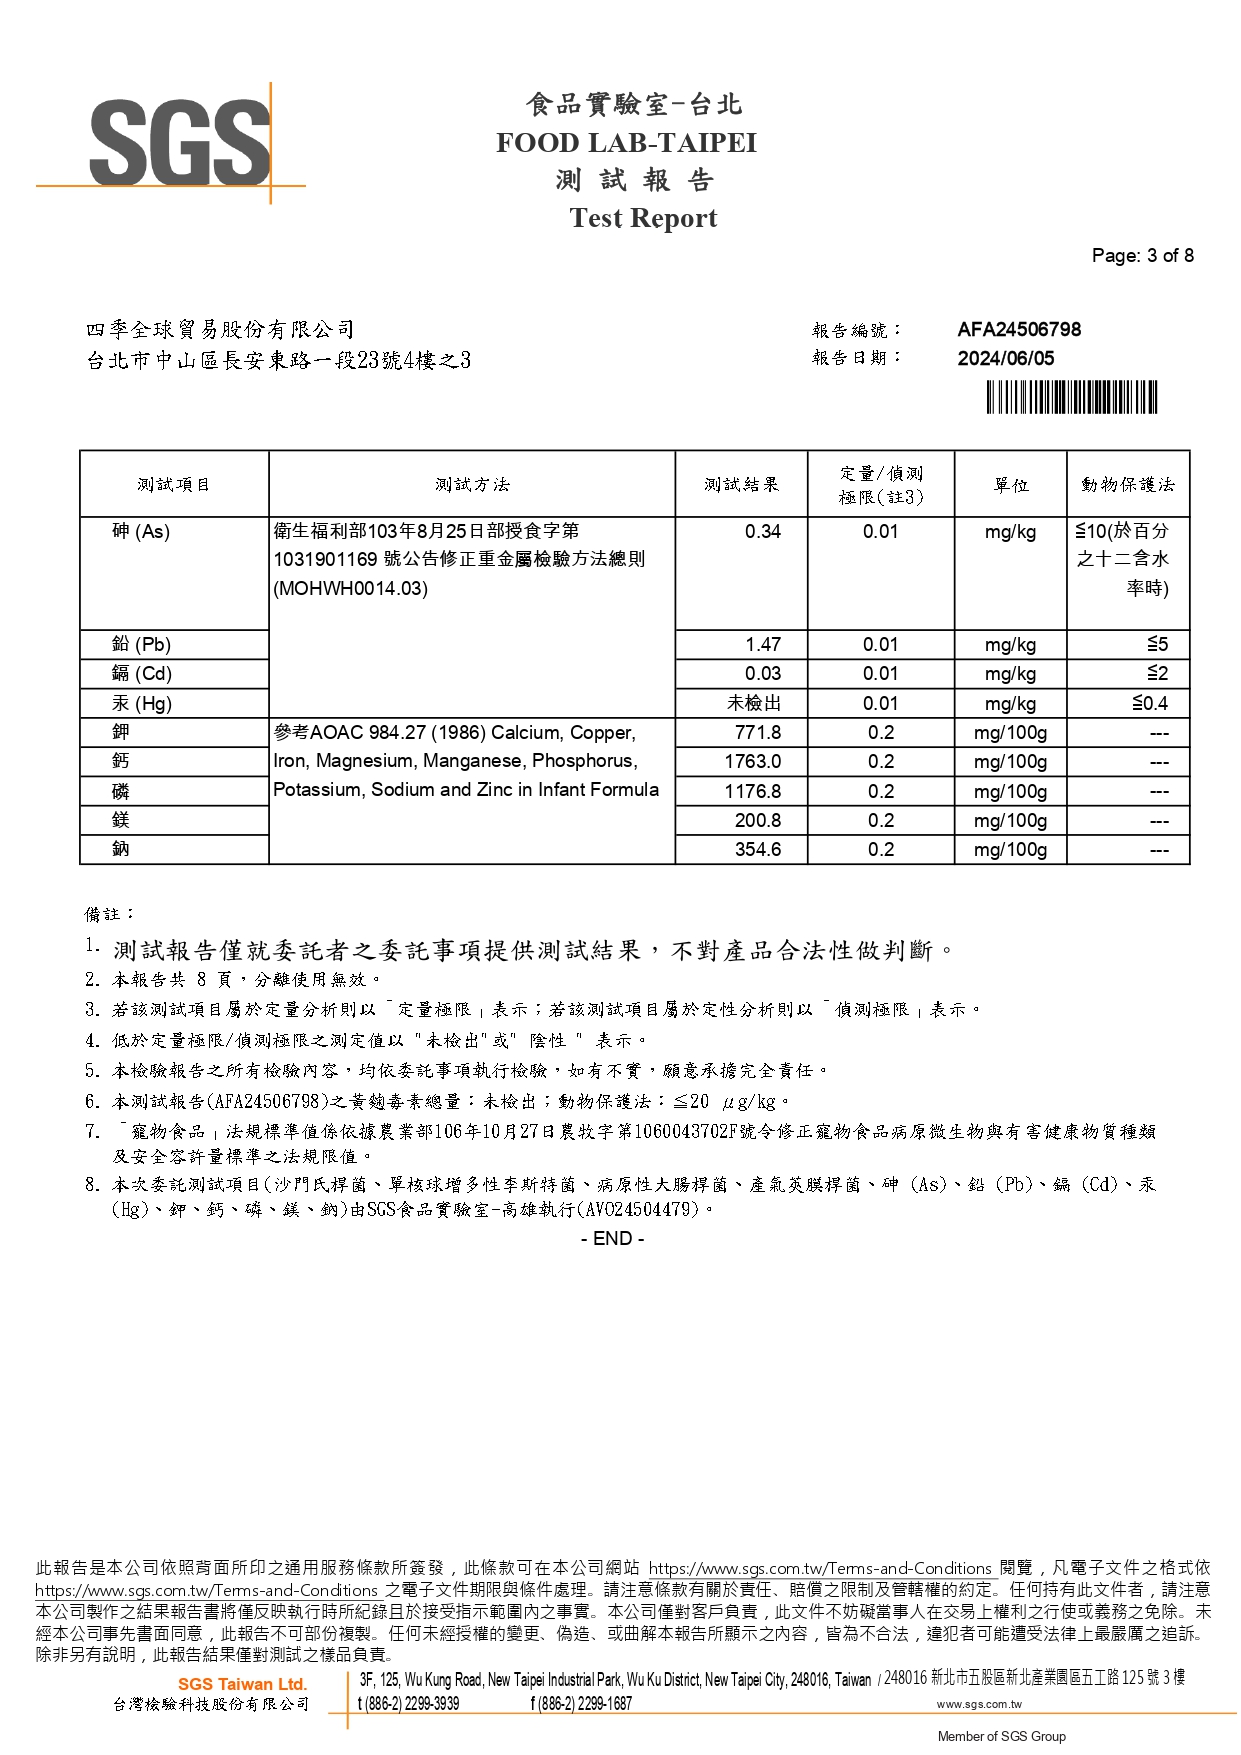 SGS
食品實驗室-台北
FOOD LAB-TAIPEI
測 試 報 告
Test Report
Page: 3 of 8
四季全球貿易股份有限公司
台北市中山區長安東路一段23號4樓之3
報告編號： AFA24506798
報告日期： 2024/06/05
測試項目 測試方法 測試結果 定量/偵測極限(註3) 單位 動物保護法
砷 (As) 衛生福利部103年8月25日部授食字第 0.34 0.01 mg/kg ≦10(於百分
1031901169 號公告修正重金屬檢驗方法總則 之十二含水
(MOHWH0014.03) 率時)
鉛 (Pb) 1.47 0.01 mg/kg ≦5
鎘 (Cd) 0.03 0.01 mg/kg ≦2
汞 (Hg) 未檢出 0.01 mg/kg ≦0.4
鉀 參考AOAC 984.27 (1986) Calcium, Copper, 771.8 0.2 mg/100g ---
鈣 Iron, Magnesium, Manganese, Phosphorus, 1763.0 0.2 mg/100g ---
磷 Potassium, Sodium and Zinc in Infant Formula 1176.8 0.2 mg/100g ---
鎂 200.8 0.2 mg/100g ---
鈉 354.6 0.2 mg/100g ---
備註：
1. 測試報告僅就委託者之委託事項提供測試結果，不對產品合法性做判斷。
2. 本報告共 8 頁，分離使用無效。
3. 若該測試項目屬於定量分析則以「定量極限」表示；若該測試項目屬於定性分析則以「偵測極限」表示。
4. 低於定量極限/偵測極限之測定值以 "未檢出"或" 陰性 " 表示。
5. 本檢驗報告之所有檢驗內容，均依委託事項執行檢驗，如有不實，願意承擔完全責任。
6. 本測試報告(AFA24506798)之黃麴毒素總量：未檢出；動物保護法：≦20 μg/kg。
7. 「寵物食品」法規標準值係依據農業部106年10月27日農牧字第1060043702F號令修正寵物食品病原微生物與有害健康物質種類
及安全容許量標準之法規限值。
8. 本次委託測試項目(沙門氏桿菌、單核球增多性李斯特菌、病原性大腸桿菌、產氣莢膜桿菌、砷 (As)、鉛 (Pb)、鎘 (Cd)、汞
(Hg)、鉀、鈣、磷、鎂、鈉)由SGS食品實驗室-高雄執行(AVO24504479)。
- END -
此報告是本公司依照背面所印之通用服務條款所簽發，此條款可在本公司網站 https://www.sgs.com.tw/Terms-and-Conditions 閱覽，凡電子文件之格式依
https://www.sgs.com.tw/Terms-and-Conditions 之電子文件期限與條件處理。請注意條款有關於責任、賠償之限制及管轄權的約定。任何持有此文件者，請注意
本公司製作之結果報告書將僅反映執行時所紀錄且於接受指示範圍內之事實。本公司僅對客戶負責，此文件不妨礙當事人在交易上權利之行使或義務之免除。未
經本公司事先書面同意，此報告不可部份複製。任何未經授權的變更、偽造、或曲解本報告所顯示之內容，皆為不合法，違犯者可能遭受法律上最嚴厲之追訴。
除非另有說明，此報告結果僅對測試之樣品負責。
SGS Taiwan Ltd. 3F, 125, Wu Kung Road, New Taipei Industrial Park, Wu Ku District, New Taipei City, 248016, Taiwan / 248016 新北市五股區新北產業園區五工路 125 號 3 樓
台灣檢驗科技股份有限公司 t (886-2) 2299-3939 f (886-2) 2299-1687 www.sgs.com.tw
Member of SGS Group